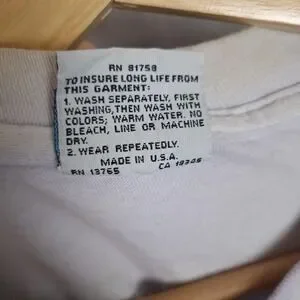 RN 81758
TO INSURE LONG LIFE FROM
THIS GARMENT:
1. WASH SEPARATELY, FIRST
WASHING, THEN WASH WITH
COLORS; WARM WATER. NO
BLEACH, LINE OR MACHINE
DRY.
2. WEAR REPEATEDLY.
MADE IN U.S.A.
RN 13765 CA 19305